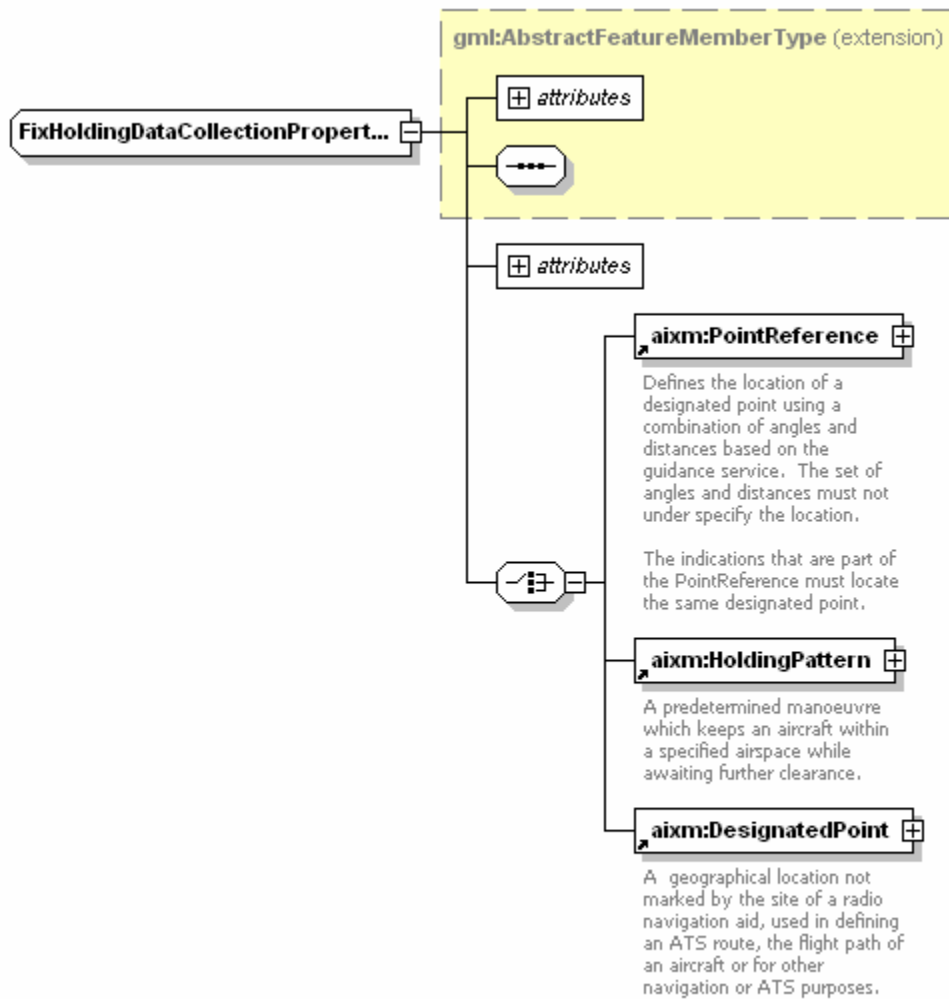 gml:AbstractFeatureMemberType (extension)
attributes
FixHoldingDataCollectionPropert...
attributes
aixm:PointReference
Defines the location of a
designated point using a
combination of angles and
distances based on the
guidance service.  The set of
angles and distances must not
under specify the location.
The indications that are part of
the PointReference must locate
the same designated point.
aixm:HoldingPattern
A predetermined manoeuvre
which keeps an aircraft within
a specified airspace while
awaiting further clearance.
aixm:DesignatedPoint
A  geographical location not
marked by the site of a radio
navigation aid, used in defining
an ATS route, the flight path of
an aircraft or for other
navigation or ATS purposes.